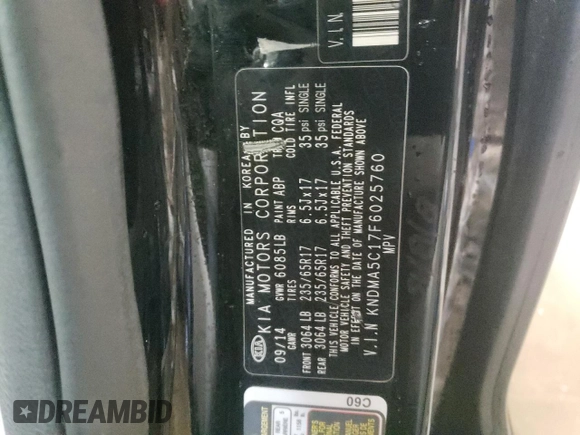 V.I.N
MANUFACTURED IN KOREA BY
KIA
KIA MOTORS CORPORATION
09/14 GVWR 6085LB PAINT ABP TRIM CQA
GAWR TIRES RIMS COLD TIRE INFL
FRONT 3064 LB 235/65R17 6.5Jx17 35 psi SINGLE
REAR 3064 LB 235/65R17 6.5Jx17 35 psi SINGLE
THIS VEHICLE CONFORMS TO ALL APPLICABLE U.S.A. FEDERAL
MOTOR VEHICLE SAFETY AND THEFT PREVENTION STANDARDS
IN EFFECT ON THE DATE OF MANUFACTURE SHOWN ABOVE
V.I.N KNDMA5C17F6025760
MPV
C60
DREAMBID